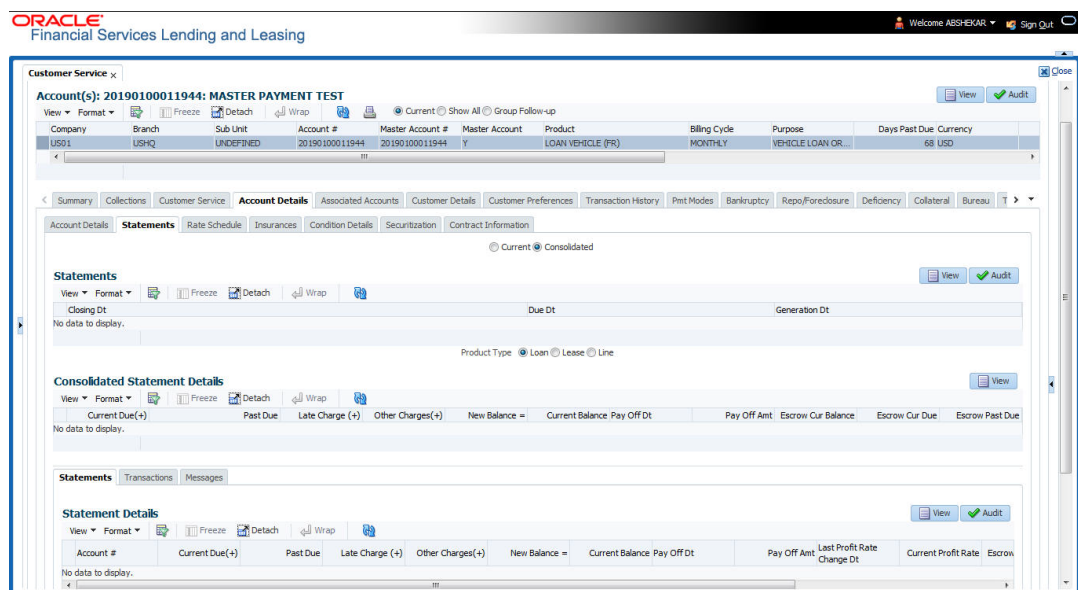 ORACLE
Financial Services Lending and Leasing
Welcome ABSHEKAR Sign Out
Close
Customer Service x
Account(s): 20190100011944: MASTER PAYMENT TEST
View Audit
View Format Freeze Detach Wrap Current Show All Group Follow-up
Company Branch Sub Unit Account # Master Account # Master Account Product Billing Cycle Purpose Days Past Due Currency
US01 USHQ UNDEFINED 20190100011944 20190100011944 Y LOAN VEHICLE (FR) MONTHLY VEHICLE LOAN OR... 68 USD
Summary Collections Customer Service Account Details Associated Accounts Customer Details Customer Preferences Transaction History Pmt Modes Bankruptcy Repo/Foreclosure Deficiency Collateral Bureau T
Account Details Statements Rate Schedule Insurances Condition Details Securitization Contract Information
Current Consolidated
Statements
View Audit
View Format Freeze Detach Wrap
Closing Dt Due Dt Generation Dt
No data to display.
Product Type Loan Lease Line
Consolidated Statement Details
View
View Format Freeze Detach Wrap
Current Due(+) Past Due Late Charge (+) Other Charges(+) New Balance = Current Balance Pay Off Dt Pay Off Amt Escrow Cur Balance Escrow Cur Due Escrow Past Due
No data to display.
Statements Transactions Messages
Statement Details
View Audit
View Format Freeze Detach Wrap
Account # Current Due(+) Past Due Late Charge (+) Other Charges(+) New Balance = Current Balance Pay Off Dt Pay Off Amt Last Profit Rate Change Dt Current Profit Rate Escrow
No data to display.